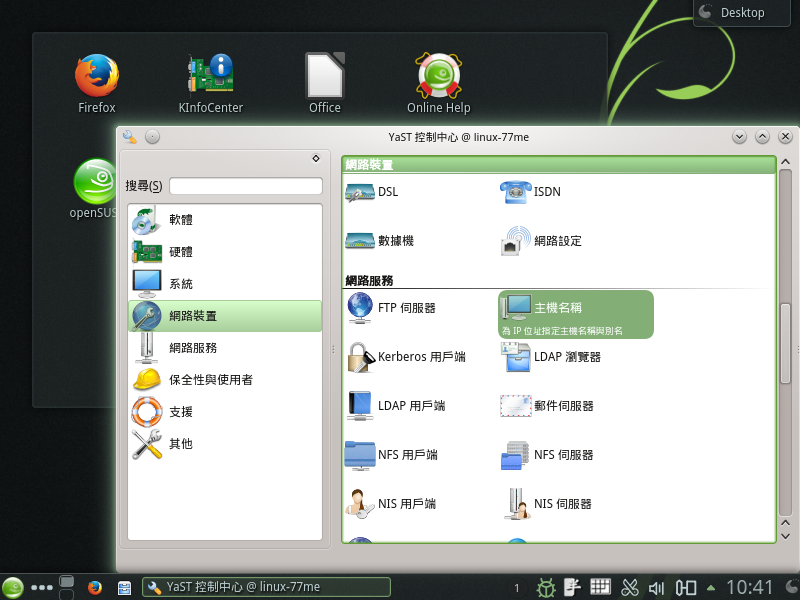 Desktop
Firefox
KInfoCenter
Office
Online Help
openSUS
YaST 控制中心 @ linux-77me
搜尋(S)
軟體
硬體
系統
網路裝置
網路服務
保全性與使用者
支援
其他
網路裝置
DSL
ISDN
數據機
網路設定
網路服務
FTP 伺服器
主機名稱
為 IP 位址指定主機名稱與別名
Kerberos 用戶端
LDAP 瀏覽器
LDAP 用戶端
郵件伺服器
NFS 用戶端
NFS 伺服器
NIS 用戶端
NIS 伺服器
YaST 控制中心 @ linux-77me
1
10:41